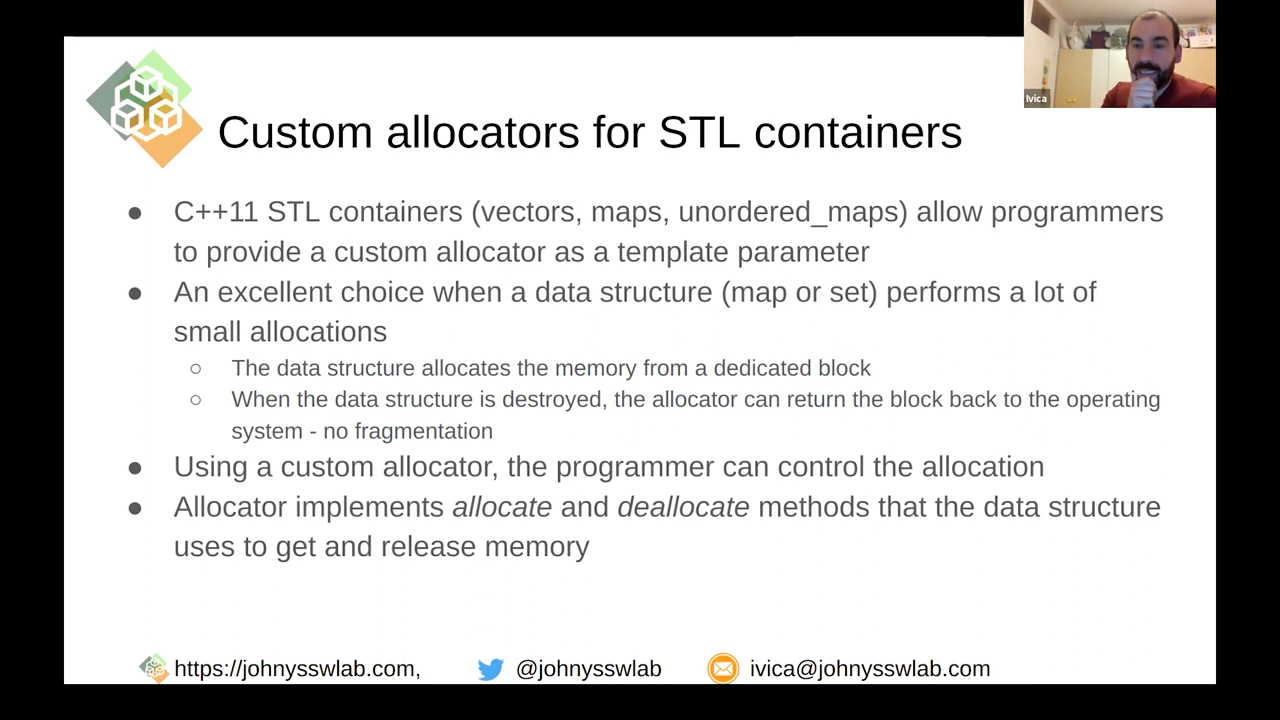 Ivica
Custom allocators for STL containers
● C++11 STL containers (vectors, maps, unordered_maps) allow programmers
to provide a custom allocator as a template parameter
● An excellent choice when a data structure (map or set) performs a lot of
small allocations
○ The data structure allocates the memory from a dedicated block
○ When the data structure is destroyed, the allocator can return the block back to the operating
system - no fragmentation
● Using a custom allocator, the programmer can control the allocation
● Allocator implements allocate and deallocate methods that the data structure
uses to get and release memory
https://johnysswlab.com, @johnysswlab ivica@johnysswlab.com